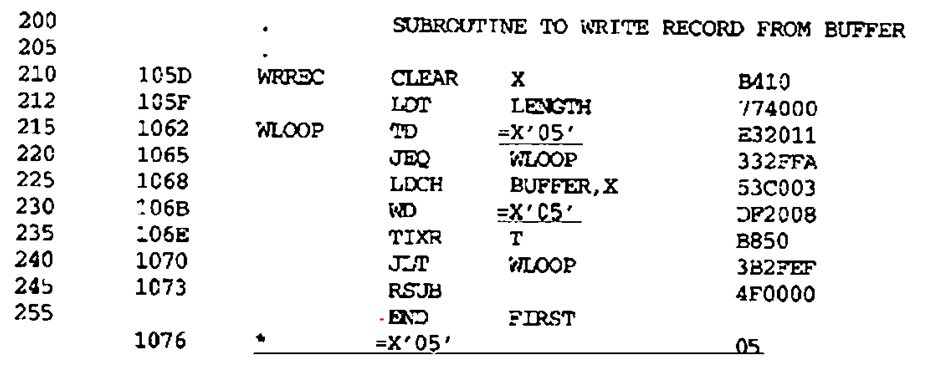 200 . SUBROUTINE TO WRITE RECORD FROM BUFFER
205 .
210 105D WRREC CLEAR X B410
212 105F LDT LENGTH 774000
215 1062 WLOOP TD =X'05' E32011
220 1065 JEQ WLOOP 332FFA
225 1068 LDCH BUFFER,X 53C003
230 106B WD =X'05' DF2008
235 106E TIXR T B850
240 1070 JLT WLOOP 3B2FEF
245 1073 RSUB 4F0000
255 END FIRST
1076 * =X'05' 05